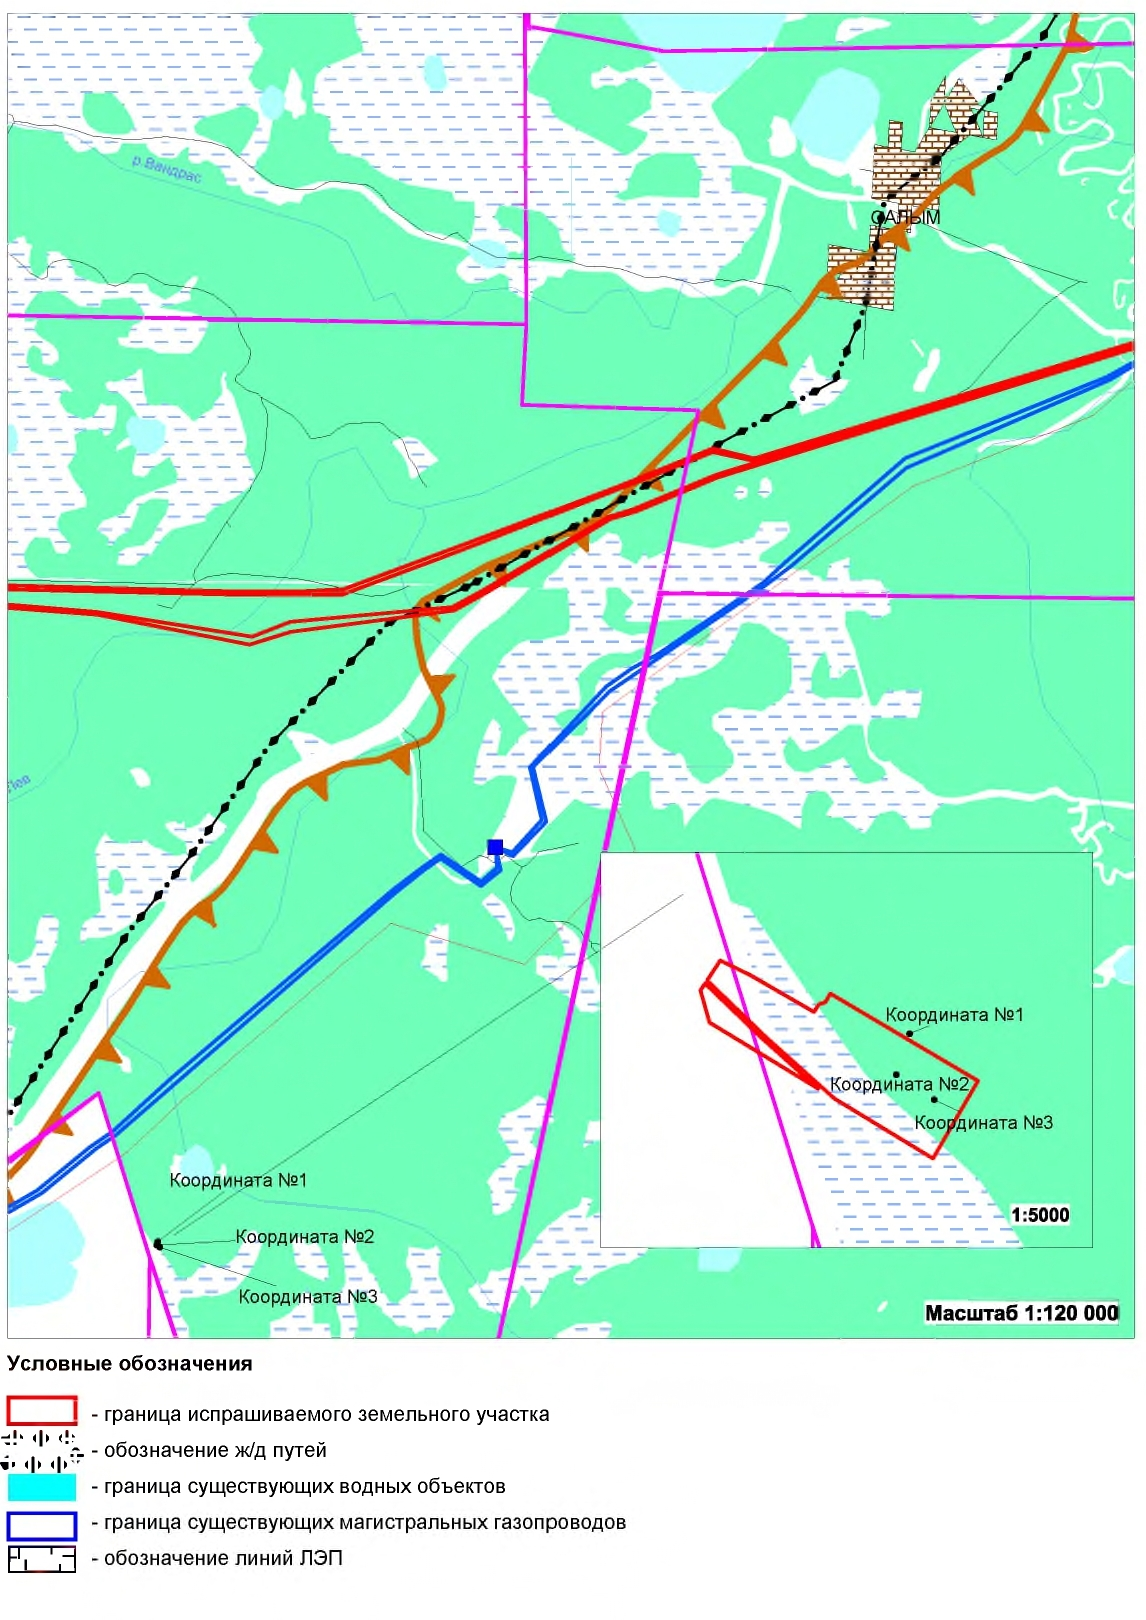 р.Вандрас
САЛЫМ
Лев
Координата №1
Координата №2
Координата №3
1:5000
Координата №1
Координата №2
Координата №3
Масштаб 1:120 000
Условные обозначения
- граница испрашиваемого земельного участка
- обозначение ж/д путей
- граница существующих водных объектов
- граница существующих магистральных газопроводов
- обозначение линий ЛЭП